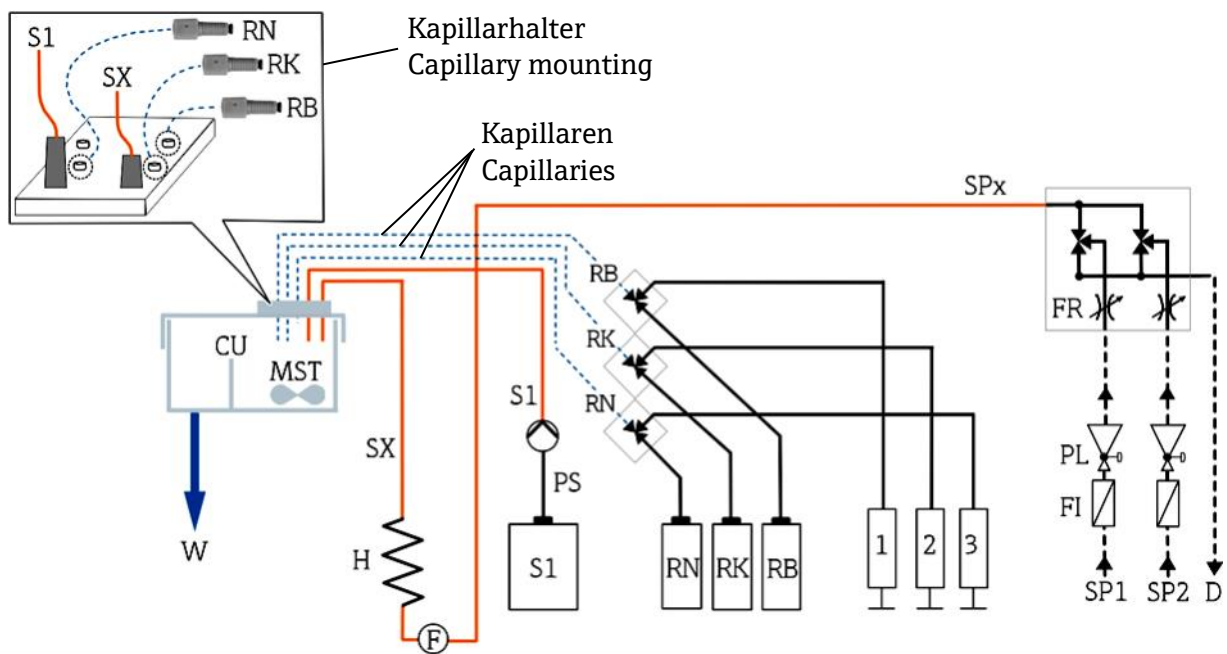 S1
RN
SX
RK
RB
Kapillarhalter
Capillary mounting
Kapillaren
Capillaries
SPx
RB
FR
CU
MST
RK
RN
S1
SX
PS
PL
FI
W
H
S1
RN
RK
RB
1
2
3
SP1
SP2
D
F